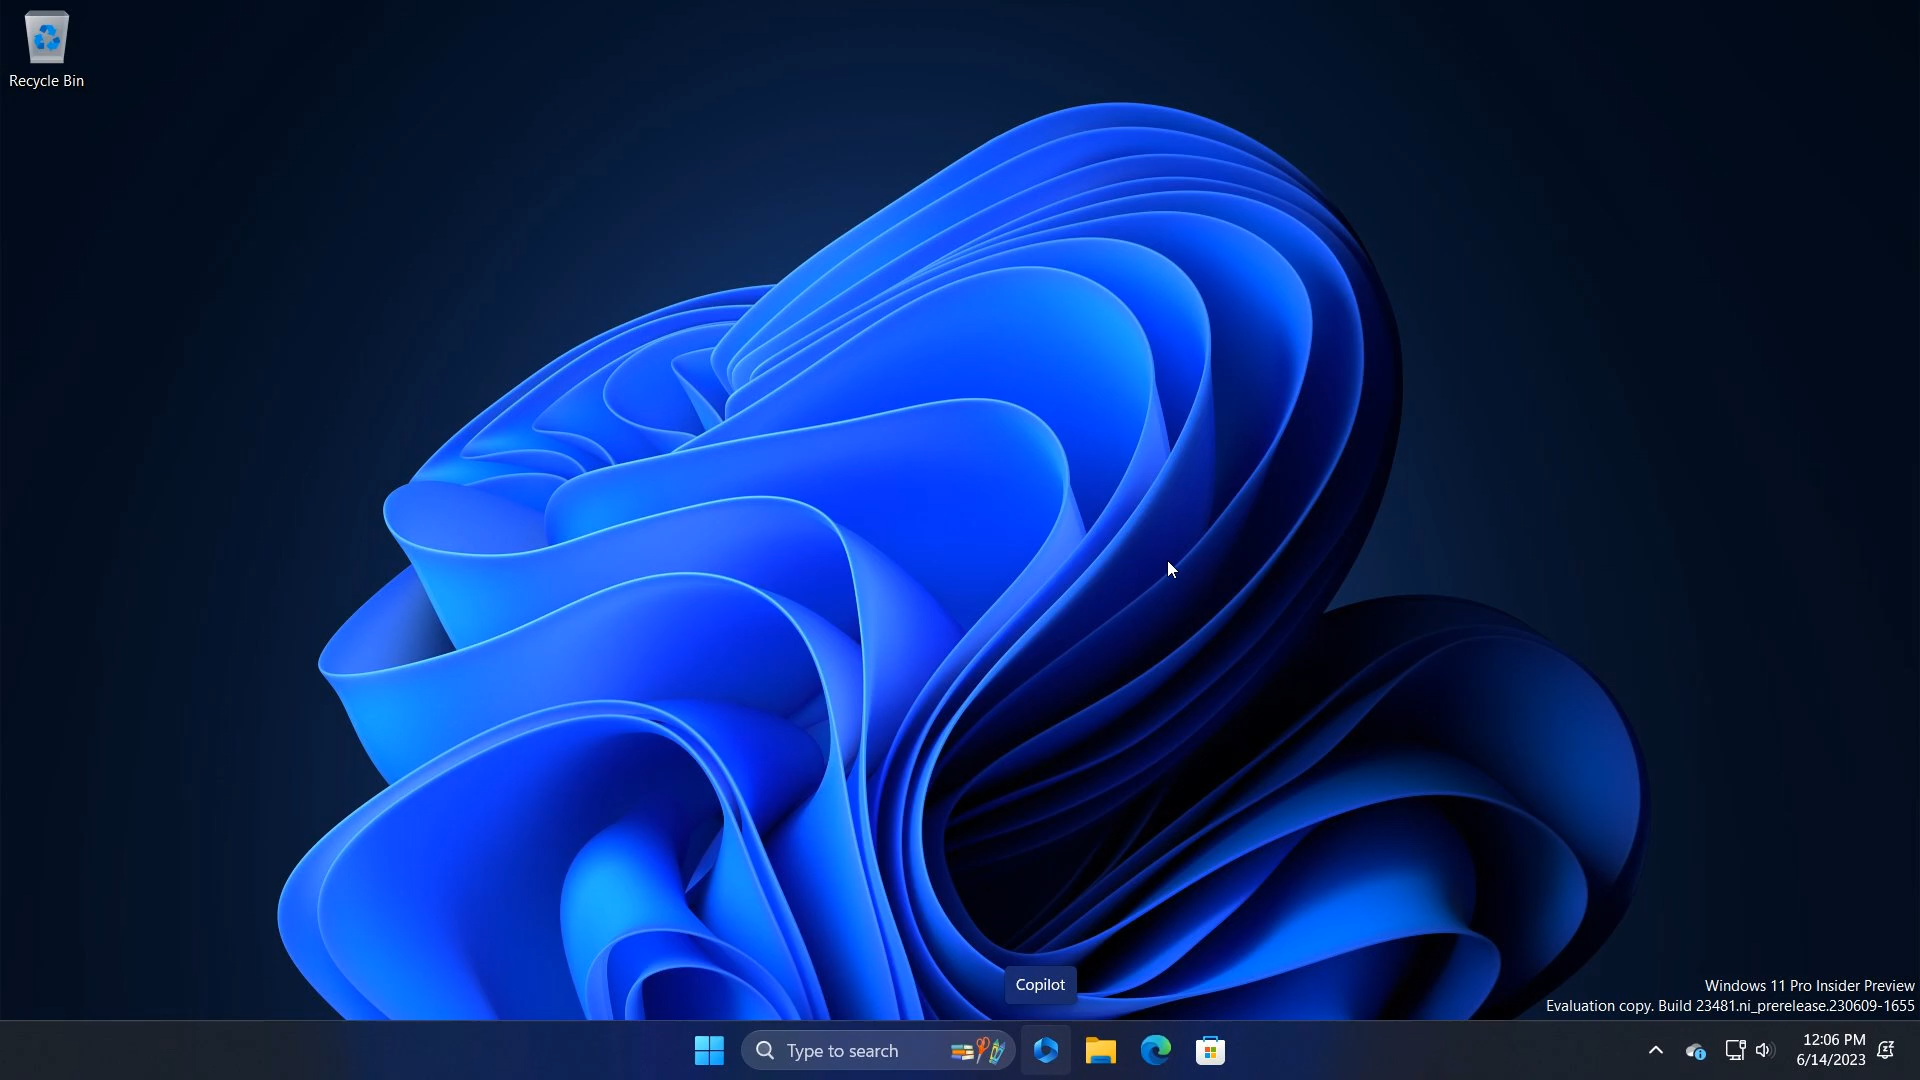 Recycle Bin
Copilot
Windows 11 Pro Insider Preview
Evaluation copy. Build 23481.ni_prerelease.230609-1655
Type to search
12:06 PM
6/14/2023